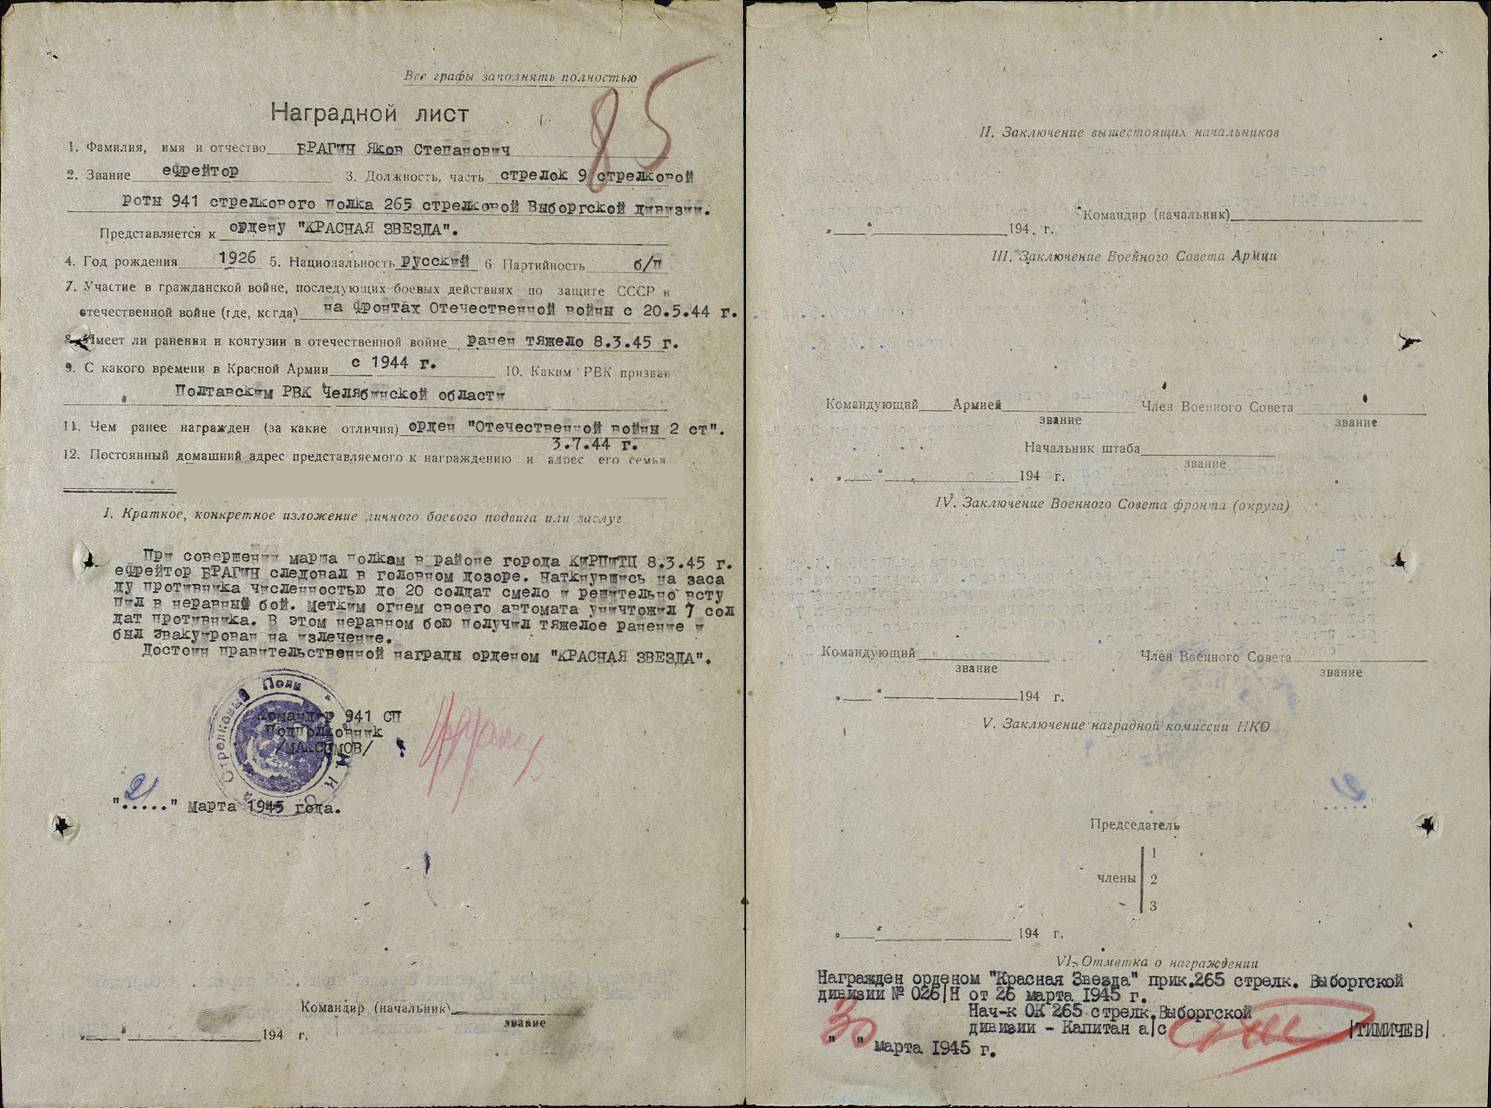 Все графы заполнять полностью
85
Наградной лист
1. Фамилия, имя и отчество БРАГИН Яков Степанович
2. Звание ефрейтор 3. Должность, часть стрелок 9 стрелковой
роты 941 стрелкового полка 265 стрелковой Выборгской дивизии.
Представляется к ордену "КРАСНАЯ ЗВЕЗДА".
4. Год рождения 1926 5. Национальность русский 6 Партийность б/п
7. Участие в гражданской войне, последующих боевых действиях по защите СССР и
отечественной войне (где, когда) на фронтах Отечественной войны с 20.5.44 г.
8. Имеет ли ранения и контузии в отечественной войне ранен тяжело 8.3.45 г.
9. С какого времени в Красной Армии с 1944 г. 10. Каким РВК призван
Полтавским РВК Челябинской области
11. Чем ранее награжден (за какие отличия) орден "Отечественной войны 2 ст".
3.7.44 г.
12. Постоянный домашний адрес представляемого к награждению и адрес его семьи
I. Краткое, конкретное изложение личного боевого подвига или заслуг
При совершении марша полкам в районе города КИРПИТЦ 8.3.45 г.
ефрейтор БРАГИН следовал в головном дозоре. Наткнувшись на заса
ду противника численностью до 20 солдат смело и решительно всту
пил в неравный бой. Метким огнем своего автомата уничтожил 7 сол
дат противника. В этом неравном бою получил тяжелое ранение и
был эвакуирован на излечение.
Достоин правительственной награды орденом "КРАСНАЯ ЗВЕЗДА".
Стрелковый Полк
Н К О
Командир 941 СП
Подполковник
/МАКСИМОВ/
"21" марта 1945 года.
Командир (начальник)
звание
„ “ 194 г.
II. Заключение вышестоящих начальников
Командир (начальник)
„ “ 194 г.
III. Заключение Военного Совета Армии
Командующий Армией Член Военного Совета
звание звание
Начальник штаба
звание
„ “ 194 г.
IV. Заключение Военного Совета фронта (округа)
Командующий Член Военного Совета
звание звание
„ “ 194 г.
V. Заключение наградной комиссии НКО
Председатель
1
члены 2
3
„ “ 194 г.
VI. Отметка о награждении
Награжден орденом "Красная Звезда" прик.265 стрелк. Выборгской
дивизии № 026/Н от 26 марта 1945 г.
Нач-к ОК 265 стрелк.Выборгской
дивизии - Капитан а/с /ТИМИЧЕВ/
"30" марта 1945 г.